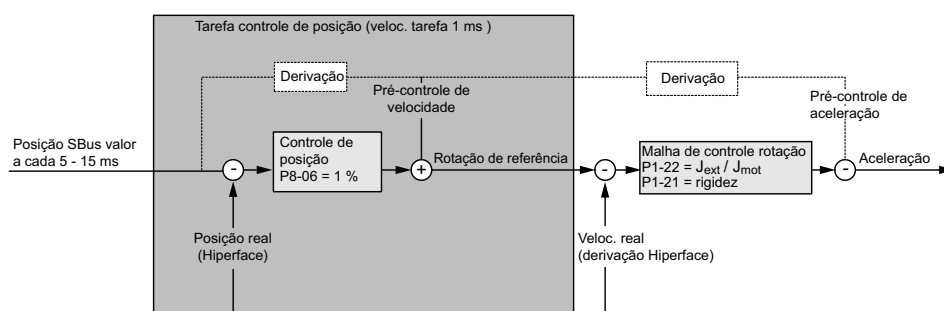 Tarefa controle de posição (veloc. tarefa 1 ms )
Derivação
Derivação
Pré-controle de
velocidade
Pré-controle de
aceleração
Posição SBus valor
a cada 5 - 15 ms
-
Controle de
posição
P8-06 = 1 %
+
Rotação de referência
-
Malha de controle rotação
P1-22 = Jext / Jmot
P1-21 = rigidez
-
Aceleração
Posição real
(Hiperface)
Veloc. real
(derivação Hiperface)